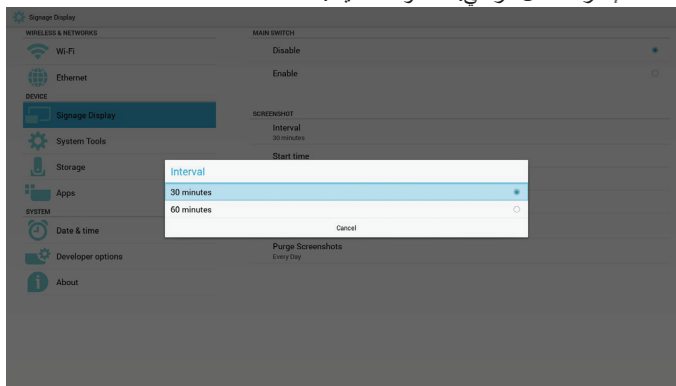 Signage Display
WIRELESS & NETWORKS
Wi-Fi
Ethernet
DEVICE
Signage Display
System Tools
Storage
Apps
SYSTEM
Date & time
Developer options
About
MAIN SWITCH
Disable
Enable
SCREENSHOT
Interval
30 minutes
Start time
Interval
30 minutes
60 minutes
Cancel
Purge Screenshots
Every Day